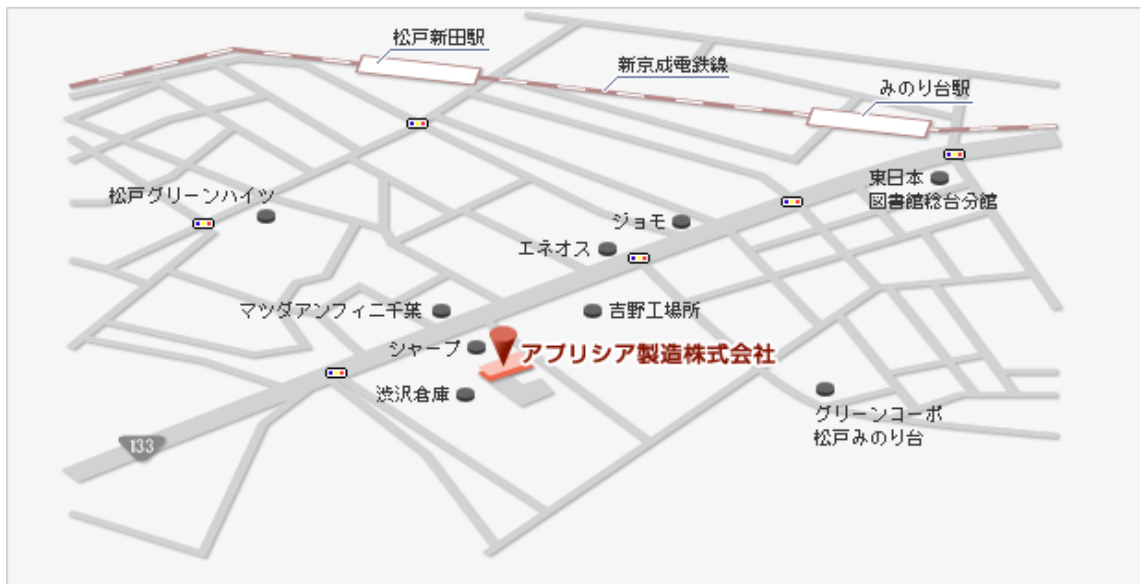 松戸新田駅
新京成電鉄線
みのり台駅
東日本
図書館稔台分館
松戸グリーンハイツ
ジョモ
エネオス
マツダアンフィニ千葉
吉野工場所
シャープ
アプリシア製造株式会社
渋沢倉庫
グリーンコーポ
松戸みのり台
133